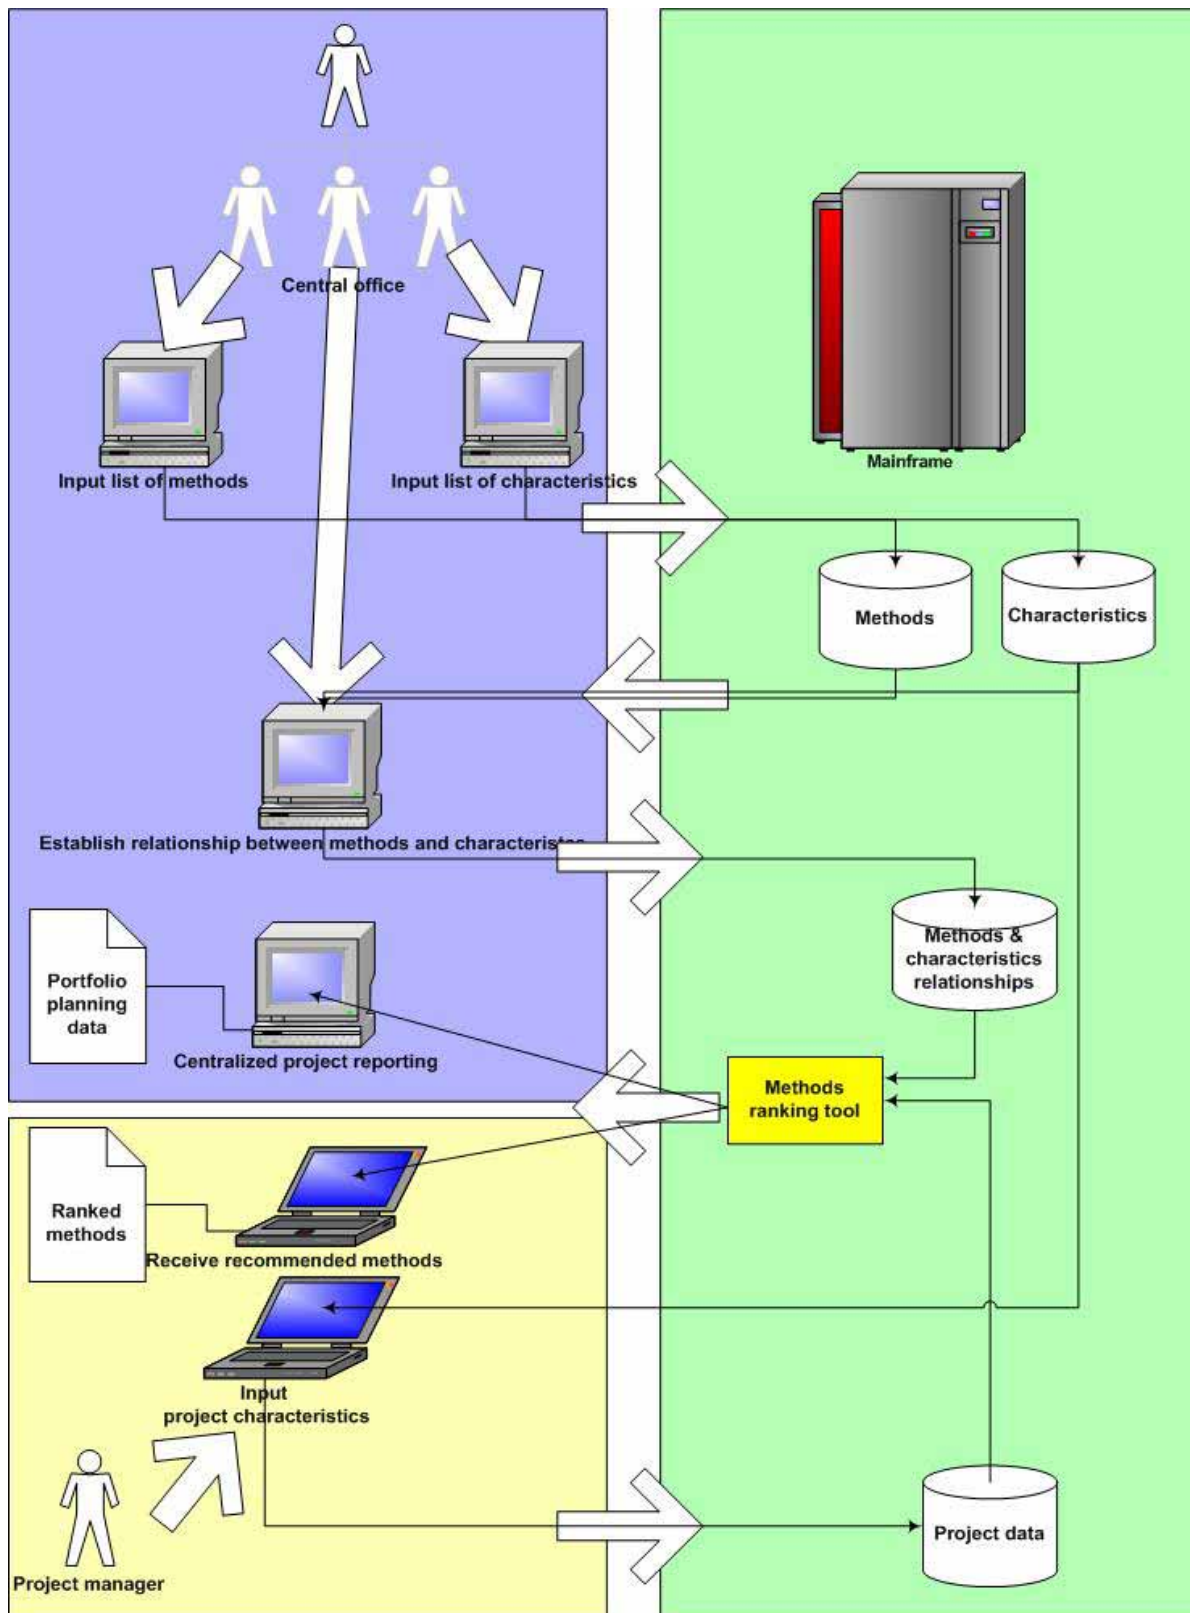 Central office
Mainframe
Input list of methods
Input list of characteristics
Methods
Characteristics
Establish relationship between methods and characteristcs
Methods &
characteristics
relationships
Portfolio
planning
data
Centralized project reporting
Methods
ranking tool
Ranked
methods
Receive recommended methods
Input
project characteristics
Project data
Project manager